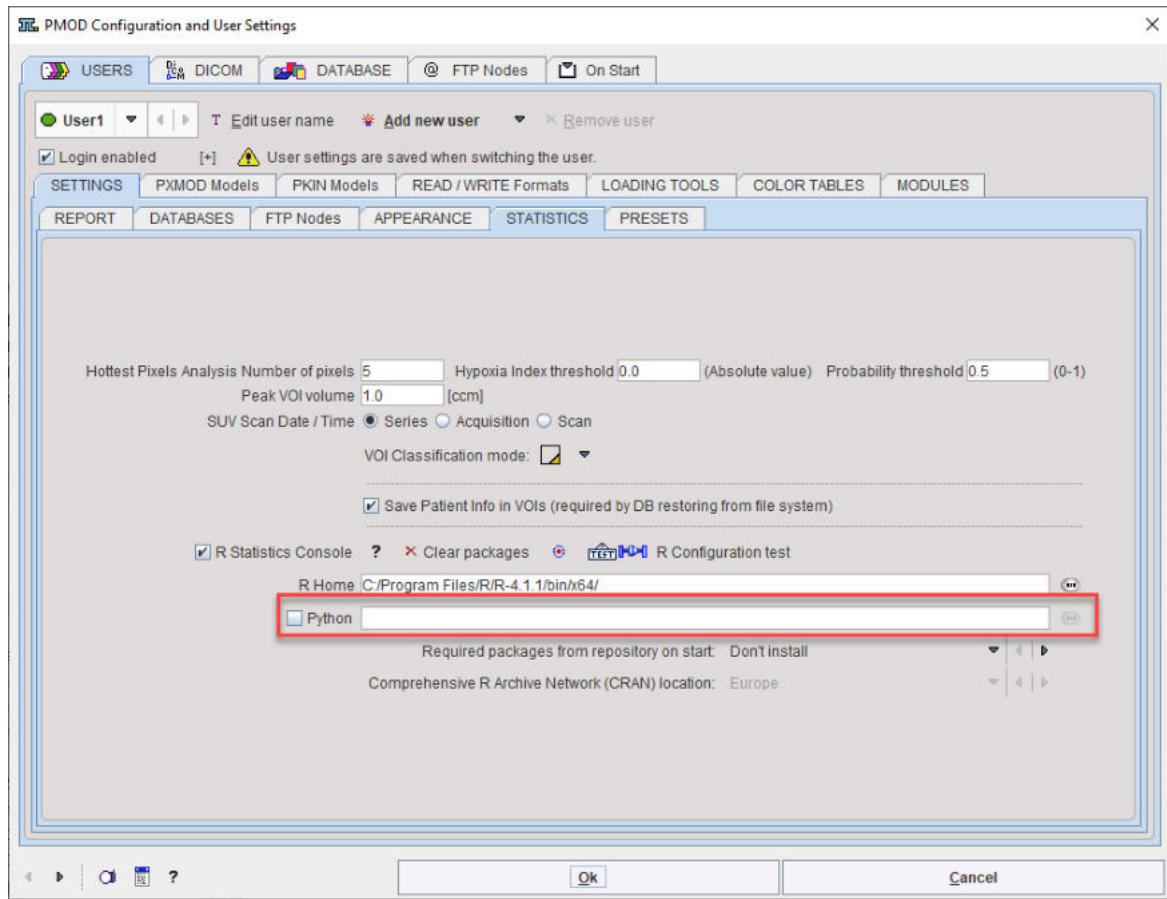 PMOD Configuration and User Settings
USERS DICOM DATABASE @ FTP Nodes On Start
User1 T Edit user name Add new user Remove user
Login enabled [+] User settings are saved when switching the user.
SETTINGS PXMOD Models PKIN Models READ / WRITE Formats LOADING TOOLS COLOR TABLES MODULES
REPORT DATABASES FTP Nodes APPEARANCE STATISTICS PRESETS
Hottest Pixels Analysis Number of pixels 5 Hypoxia Index threshold 0.0 (Absolute value) Probability threshold 0.5 (0-1)
Peak VOI volume 1.0 [ccm]
SUV Scan Date / Time Series Acquisition Scan
VOI Classification mode:
Save Patient Info in VOIs (required by DB restoring from file system)
R Statistics Console ? Clear packages TEST R Configuration test
R Home C:/Program Files/R/R-4.1.1/bin/x64/
Python
Required packages from repository on start: Don't install
Comprehensive R Archive Network (CRAN) location: Europe
? Ok Cancel